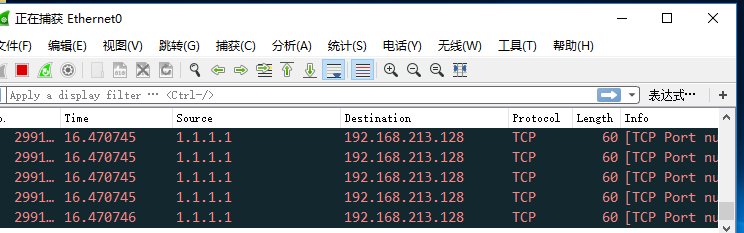 正在捕获 Ethernet0
文件(F) 编辑(E) 视图(V) 跳转(G) 捕获(C) 分析(A) 统计(S) 电话(Y) 无线(W) 工具(T) 帮助(H)
Apply a display filter … <Ctrl-/> 表达式… +
Time Source Destination Protocol Length Info
2991… 16.470745 1.1.1.1 192.168.213.128 TCP 60 [TCP Port nu
2991… 16.470745 1.1.1.1 192.168.213.128 TCP 60 [TCP Port nu
2991… 16.470745 1.1.1.1 192.168.213.128 TCP 60 [TCP Port nu
2991… 16.470745 1.1.1.1 192.168.213.128 TCP 60 [TCP Port nu
2991… 16.470746 1.1.1.1 192.168.213.128 TCP 60 [TCP Port nu